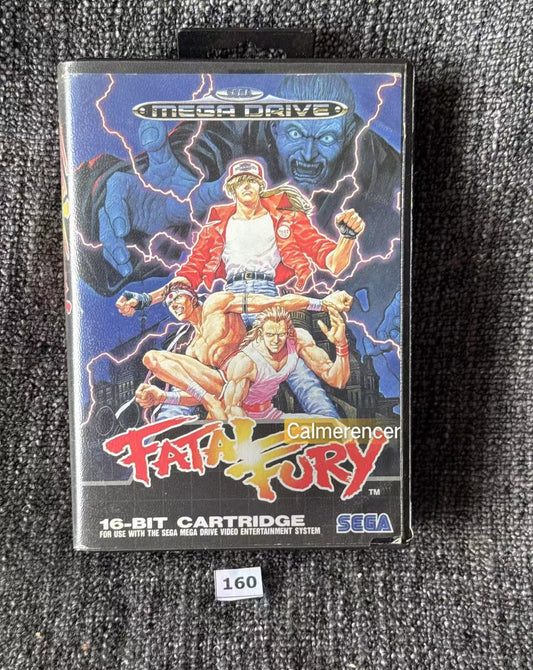 SEGA
MEGA DRIVE
Calmerencer
FATAL FURY
TM
16-BIT CARTRIDGE
FOR USE WITH THE SEGA MEGA DRIVE VIDEO ENTERTAINMENT SYSTEM
SEGA
160